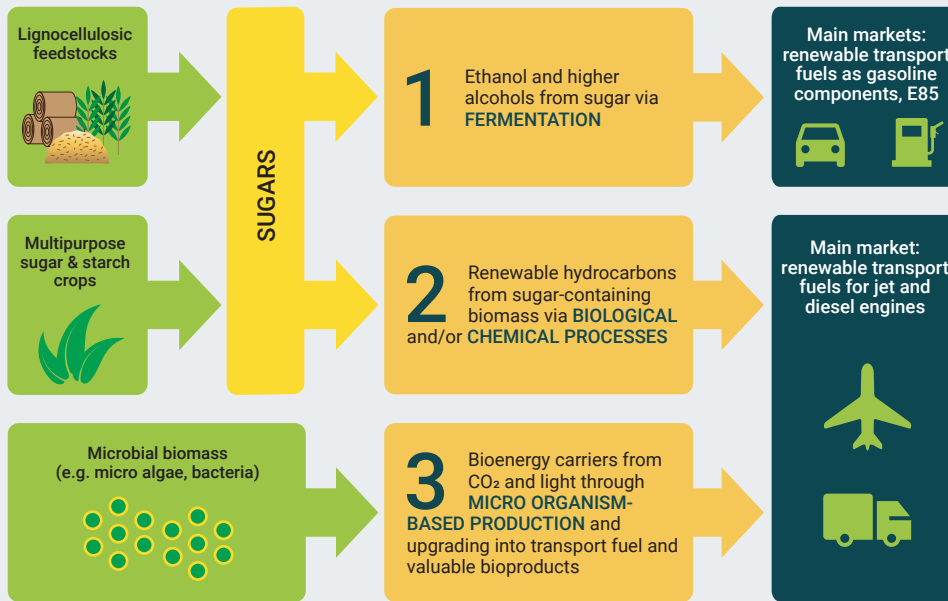 Lignocellulosic
feedstocks
Multipurpose
sugar & starch
crops
SUGARS
1
Ethanol and higher
alcohols from sugar via
FERMENTATION
Main markets:
renewable transport
fuels as gasoline
components, E85
2
Renewable hydrocarbons
from sugar-containing
biomass via BIOLOGICAL
and/or CHEMICAL PROCESSES
Main market:
renewable transport
fuels for jet and
diesel engines
Microbial biomass
(e.g. micro algae, bacteria)
3
Bioenergy carriers from
CO₂ and light through
MICRO ORGANISM-
BASED PRODUCTION and
upgrading into transport fuel and
valuable bioproducts